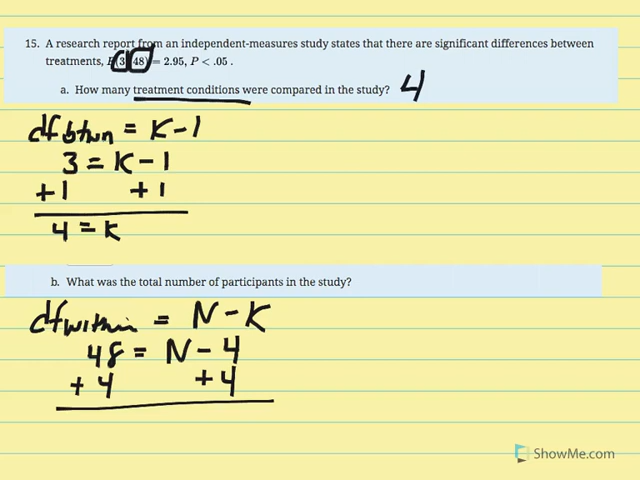 15. A research report from an independent-measures study states that there are significant differences between
treatments, F(3, 48) = 2.95, P < .05 .
a. How many treatment conditions were compared in the study? 4
df btwn = K - 1
3 = K - 1
+1 +1
4 = K
b. What was the total number of participants in the study?
df within = N - K
48 = N - 4
+ 4 + 4
ShowMe.com